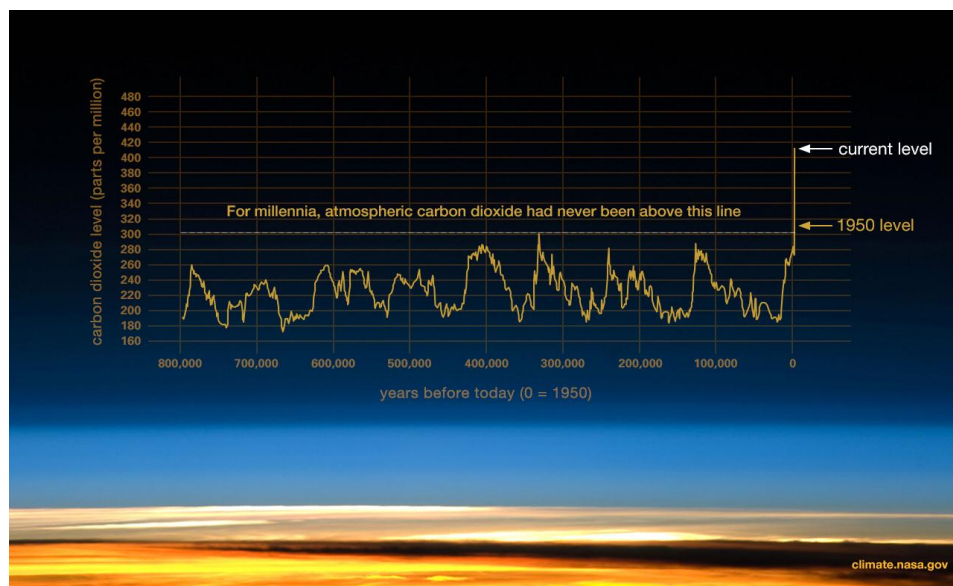 carbon dioxide level (parts per million)
480
460
440
420
400
380
360
340
320
300
260
240
220
200
180
160
For millennia, atmospheric carbon dioxide had never been above this line
current level
1950 level
800,000 700,000 600,000 500,000 400,000 300,000 200,000 100,000 0
years before today (0 = 1950)
climate.nasa.gov